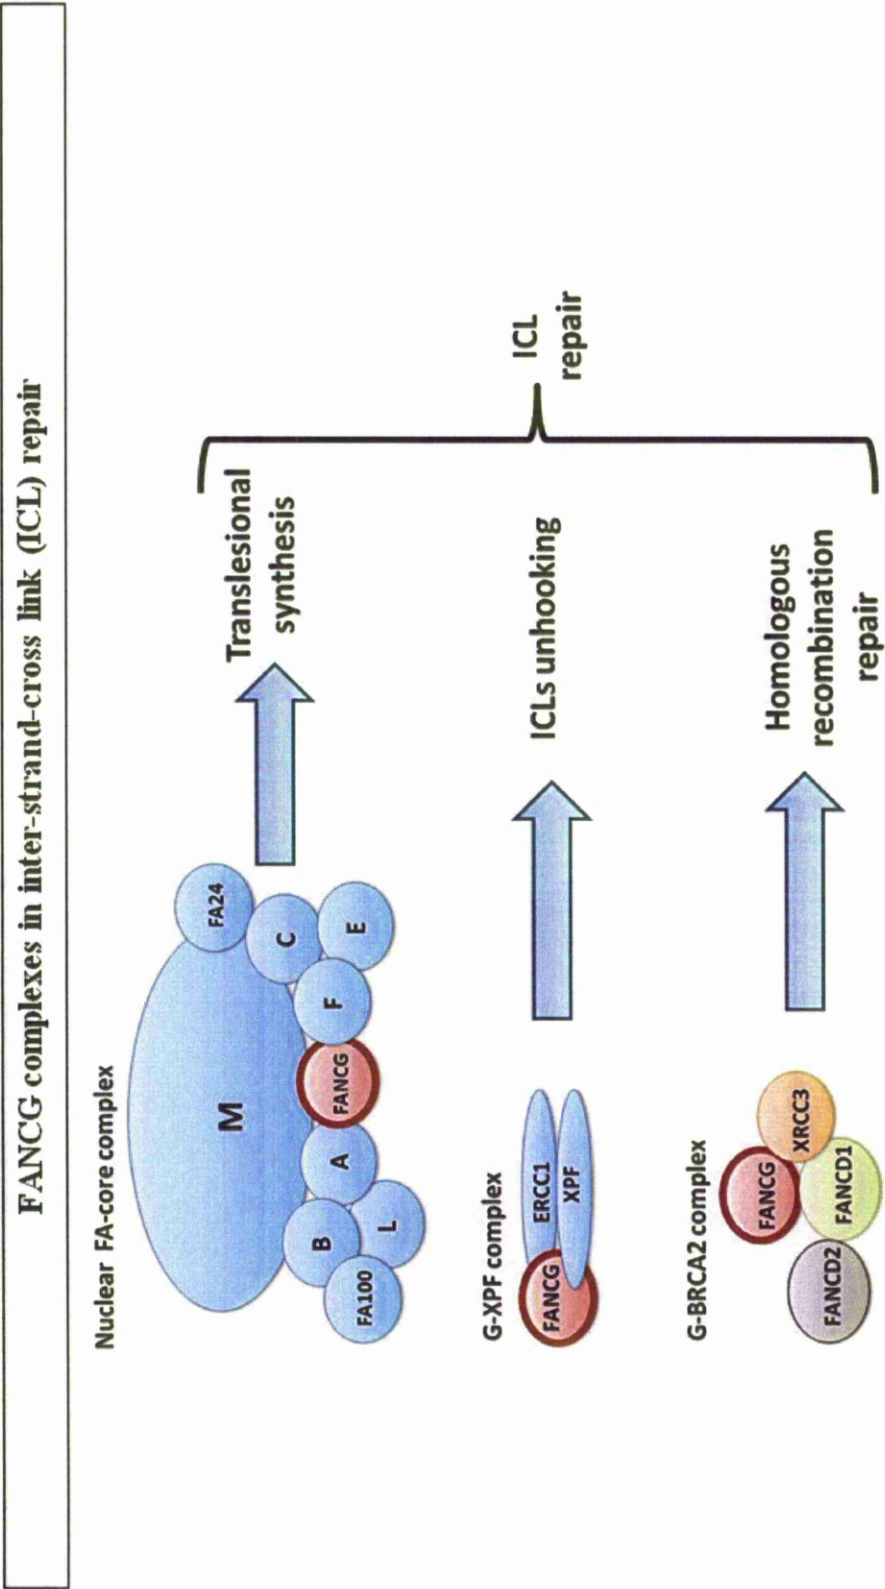 FANCG complexes in inter-strand-cross link (ICL) repair
Nuclear FA-core complex
M
FA24
C
E
F
FANCG
A
B
L
FA100
Translesional
synthesis
G-XPF complex
FANCG
ERCC1
XPF
ICLs unhooking
ICL
repair
G-BRCA2 complex
FANCG
XRCC3
FANCD2
FANCD1
Homologous
recombination
repair